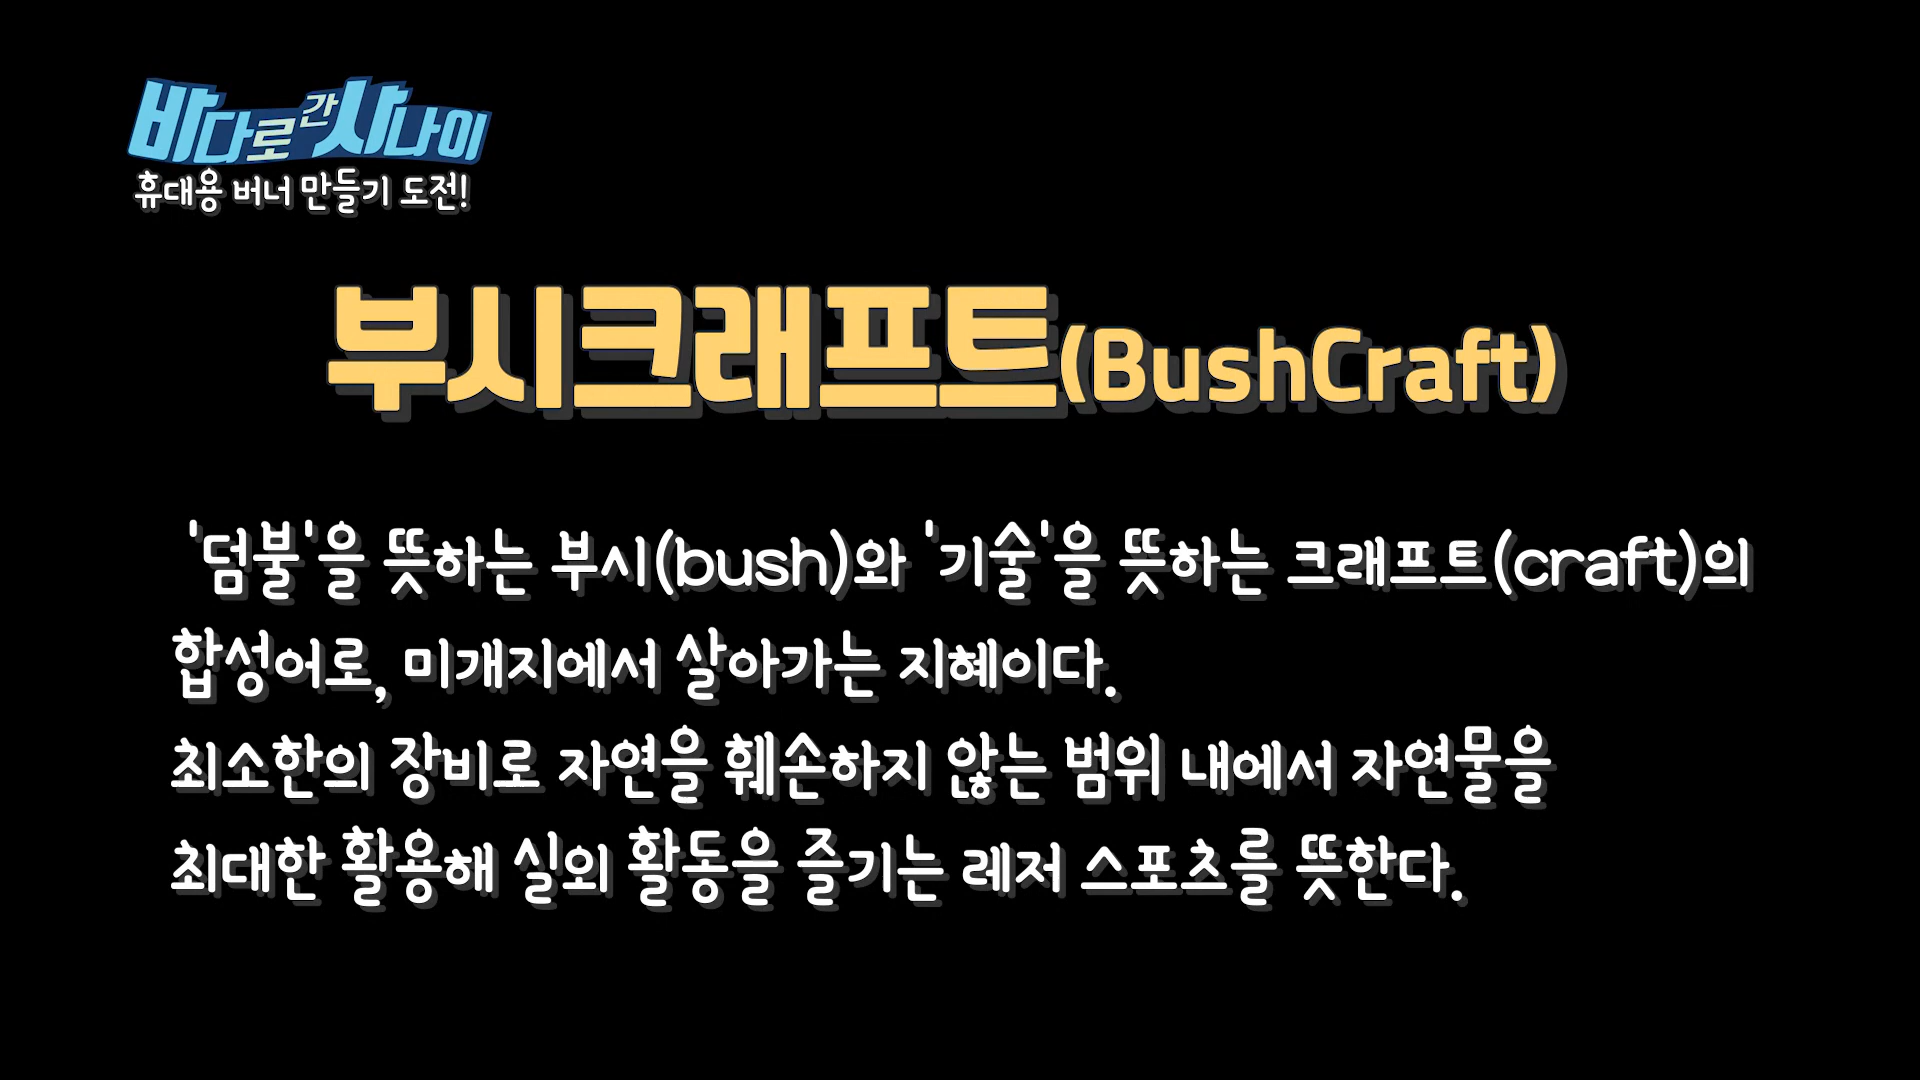 바다로 간 사나이
휴대용 버너 만들기 도전!
부시크래프트(BushCraft)
'덤불'을 뜻하는 부시(bush)와 '기술'을 뜻하는 크래프트(craft)의
합성어로, 미개지에서 살아가는 지혜이다.
최소한의 장비로 자연을 훼손하지 않는 범위 내에서 자연물을
최대한 활용해 실외 활동을 즐기는 레저 스포츠를 뜻한다.